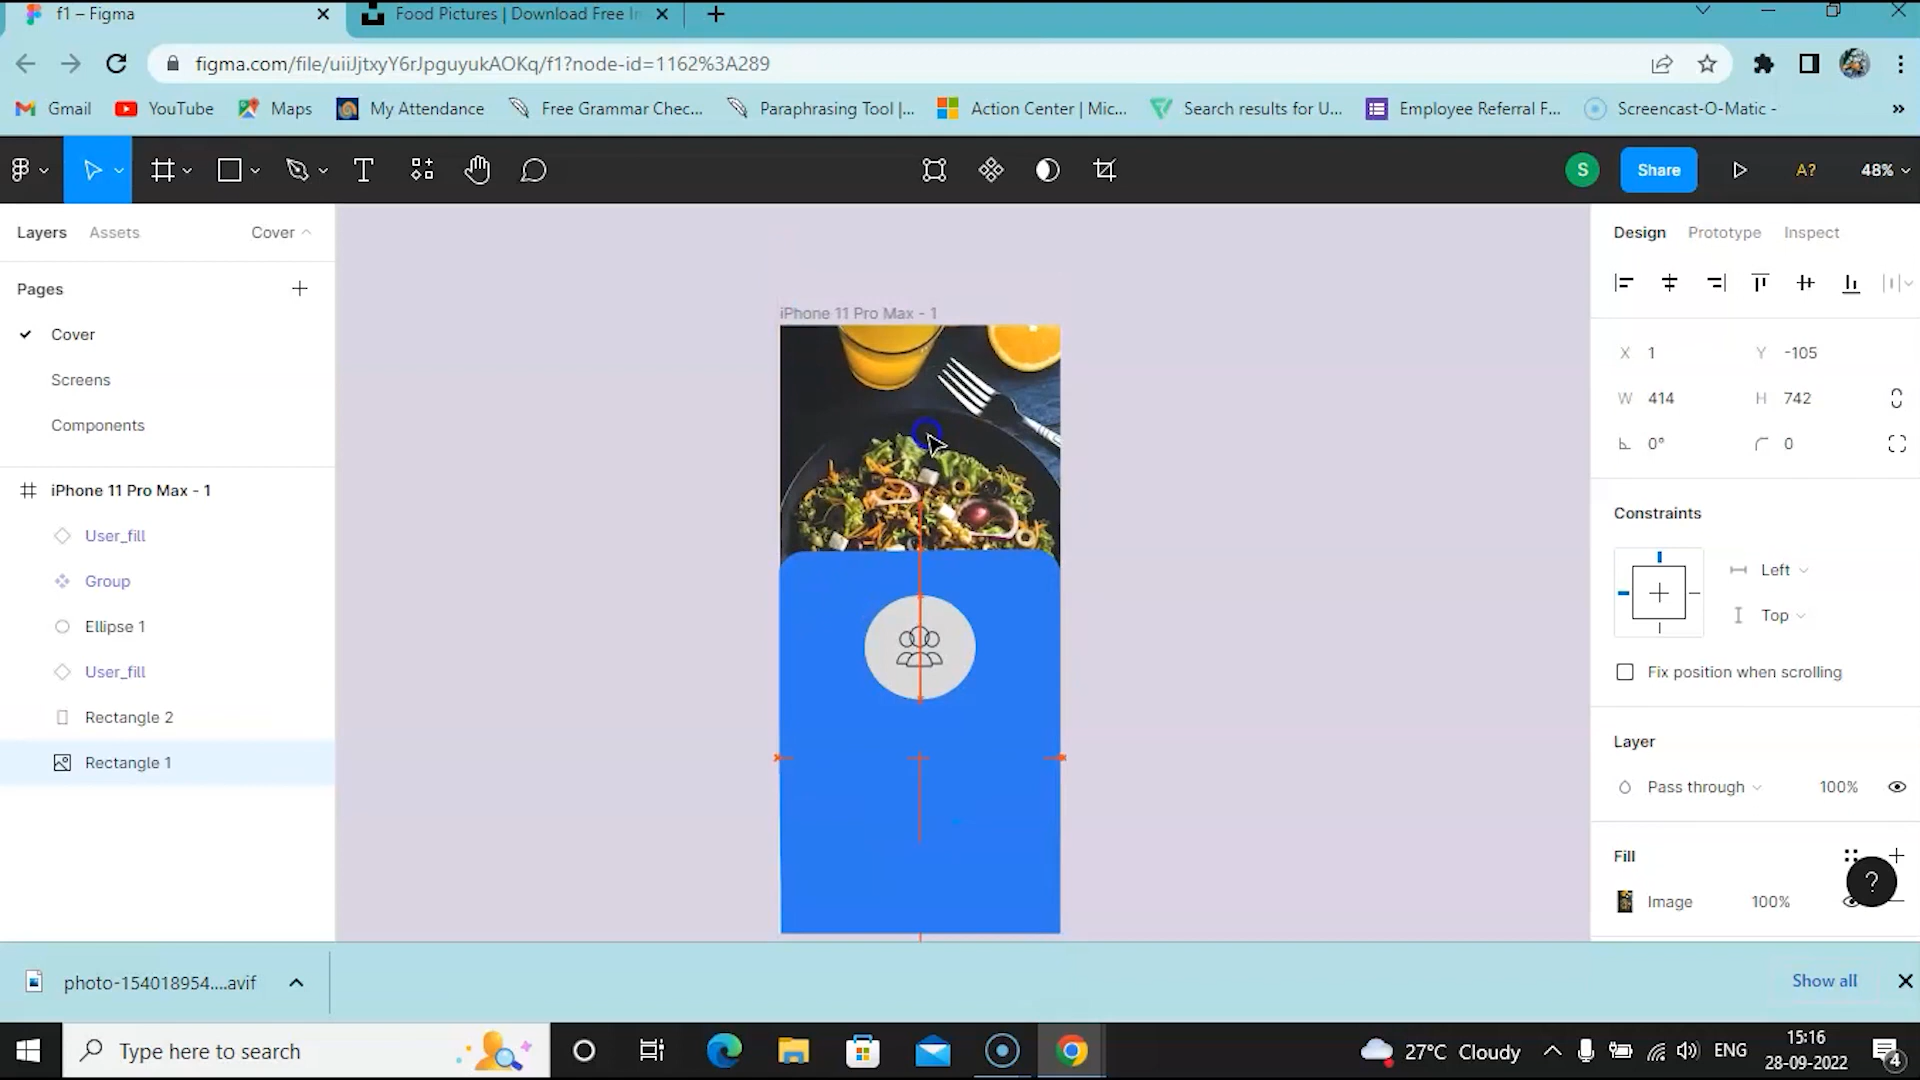 f1 – Figma
Food Pictures | Download Free In
figma.com/file/uiiJjtxyY6rJpguyukAOKq/f1?node-id=1162%3A289
Gmail
YouTube
Maps
My Attendance
Free Grammar Chec...
Paraphrasing Tool |...
Action Center | Mic...
Search results for U...
Employee Referral F...
Screencast-O-Matic -
S
Share
A?
48%
Layers
Assets
Cover
Pages
Cover
Screens
Components
iPhone 11 Pro Max - 1
User_fill
Group
Ellipse 1
User_fill
Rectangle 2
Rectangle 1
iPhone 11 Pro Max - 1
Design
Prototype
Inspect
X 1
Y -105
W 414
H 742
0°
0
Constraints
Left
Top
Fix position when scrolling
Layer
Pass through
100%
Fill
Image
100%
?
photo-154018954....avif
Show all
Type here to search
27°C Cloudy
ENG
15:16
28-09-2022
4